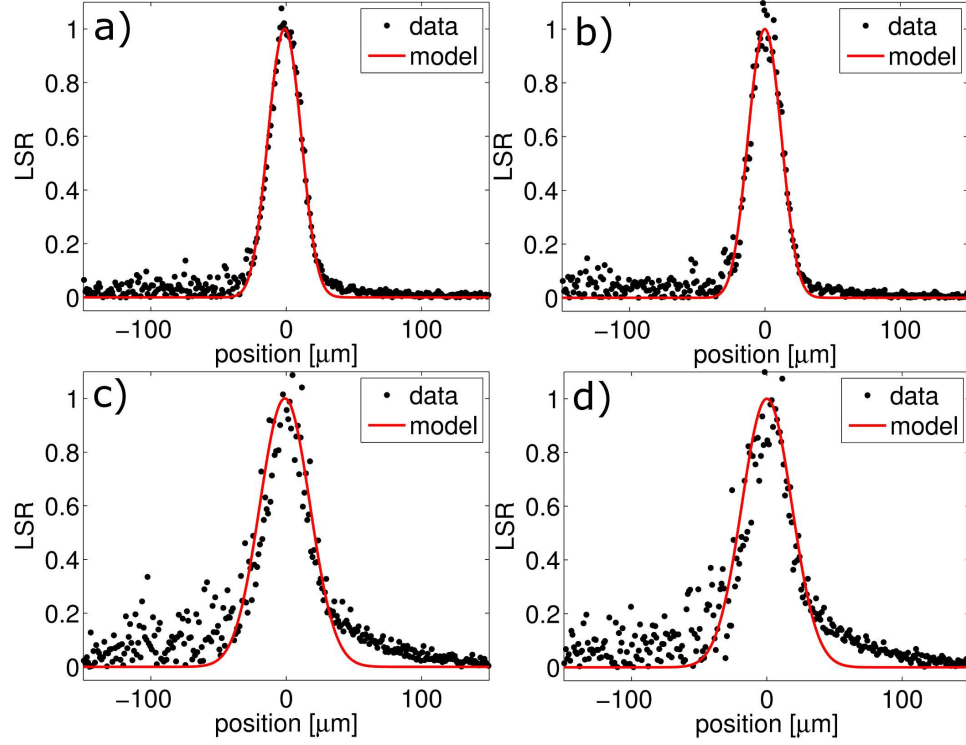 a)
data
model
LSR
1
0.8
0.6
0.4
0.2
0
−100
0
100
position [μm]
b)
data
model
LSR
1
0.8
0.6
0.4
0.2
0
−100
0
100
position [μm]
c)
data
model
LSR
1
0.8
0.6
0.4
0.2
0
−100
0
100
position [μm]
d)
data
model
LSR
1
0.8
0.6
0.4
0.2
0
−100
0
100
position [μm]